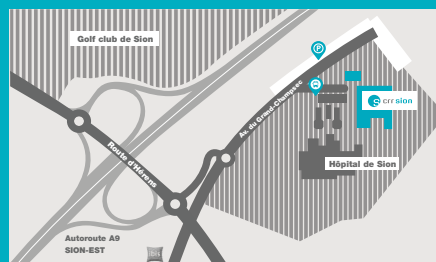 Golf club de Sion
P
Av. du Grand-Champsec
crr sion
Route d'Hérens
Hôpital de Sion
Autoroute A9
SION-EST
ibis